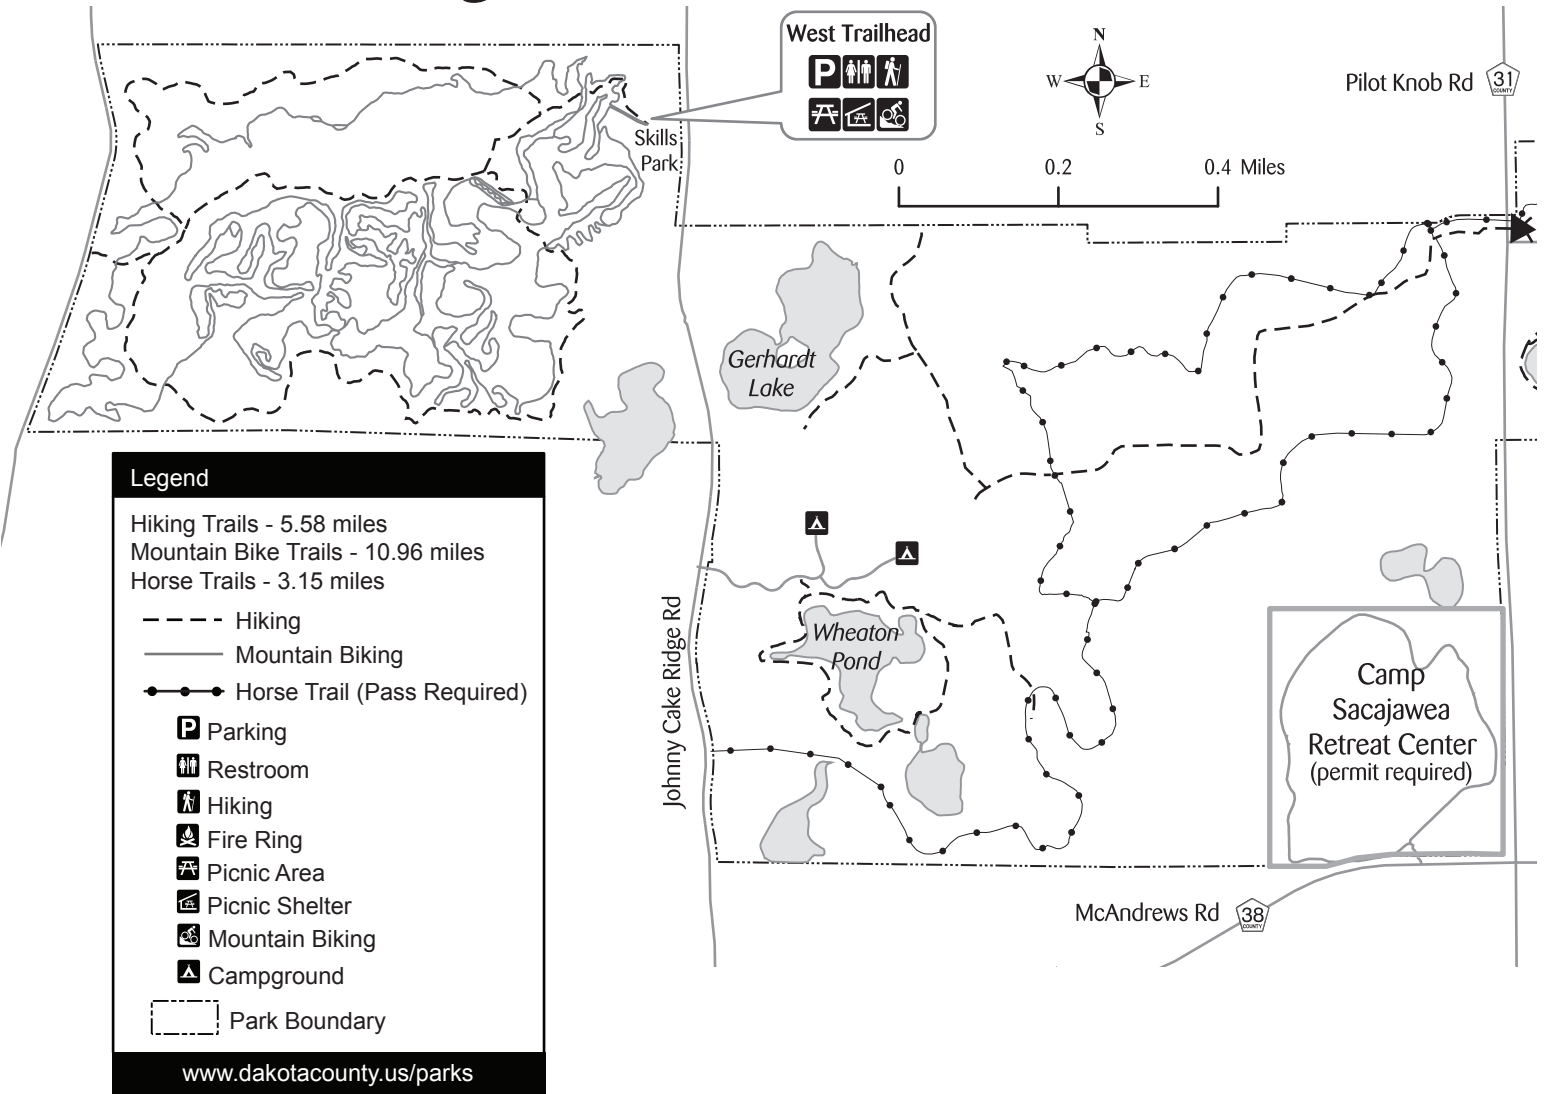 West Trailhead
P
N
W
E
S
Pilot Knob Rd
31
COUNTY
Skills
Park
0
0.2
0.4 Miles
Gerhardt
Lake
Legend
Hiking Trails - 5.58 miles
Mountain Bike Trails - 10.96 miles
Horse Trails - 3.15 miles
Hiking
Mountain Biking
Horse Trail (Pass Required)
P Parking
Restroom
Hiking
Fire Ring
Picnic Area
Picnic Shelter
Mountain Biking
Campground
Park Boundary
www.dakotacounty.us/parks
Johnny Cake Ridge Rd
Wheaton
Pond
Camp
Sacajawea
Retreat Center
(permit required)
McAndrews Rd
38
COUNTY